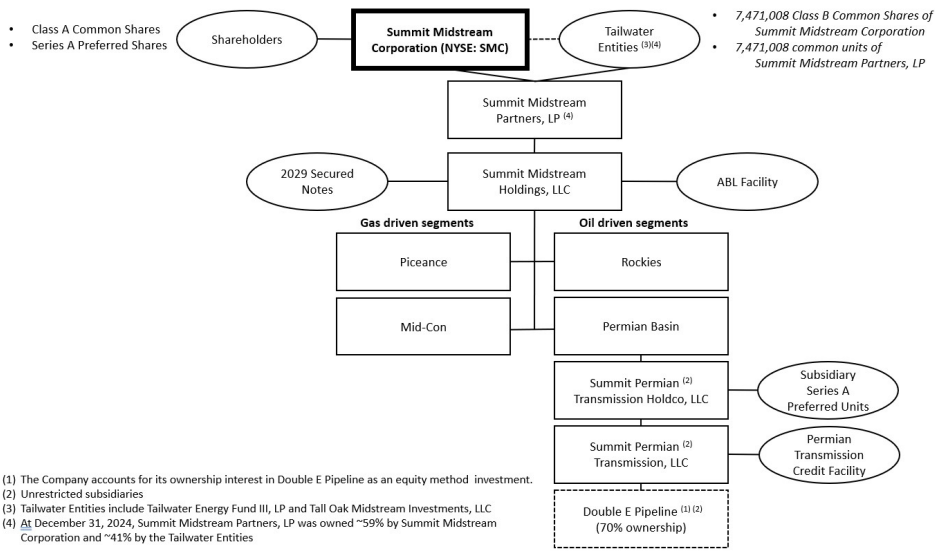 • Class A Common Shares
• Series A Preferred Shares
Shareholders
Summit Midstream
Corporation (NYSE: SMC)
Tailwater
Entities (3)(4)
• 7,471,008 Class B Common Shares of
Summit Midstream Corporation
• 7,471,008 common units of
Summit Midstream Partners, LP
Summit Midstream
Partners, LP (4)
2029 Secured
Notes
Summit Midstream
Holdings, LLC
ABL Facility
Gas driven segments
Oil driven segments
Piceance
Rockies
Mid-Con
Permian Basin
Summit Permian (2)
Transmission Holdco, LLC
Subsidiary
Series A
Preferred Units
Summit Permian (2)
Transmission, LLC
Permian
Transmission
Credit Facility
Double E Pipeline (1) (2)
(70% ownership)
(1) The Company accounts for its ownership interest in Double E Pipeline as an equity method investment.
(2) Unrestricted subsidiaries
(3) Tailwater Entities include Tailwater Energy Fund III, LP and Tall Oak Midstream Investments, LLC
(4) At December 31, 2024, Summit Midstream Partners, LP was owned ~59% by Summit Midstream
Corporation and ~41% by the Tailwater Entities